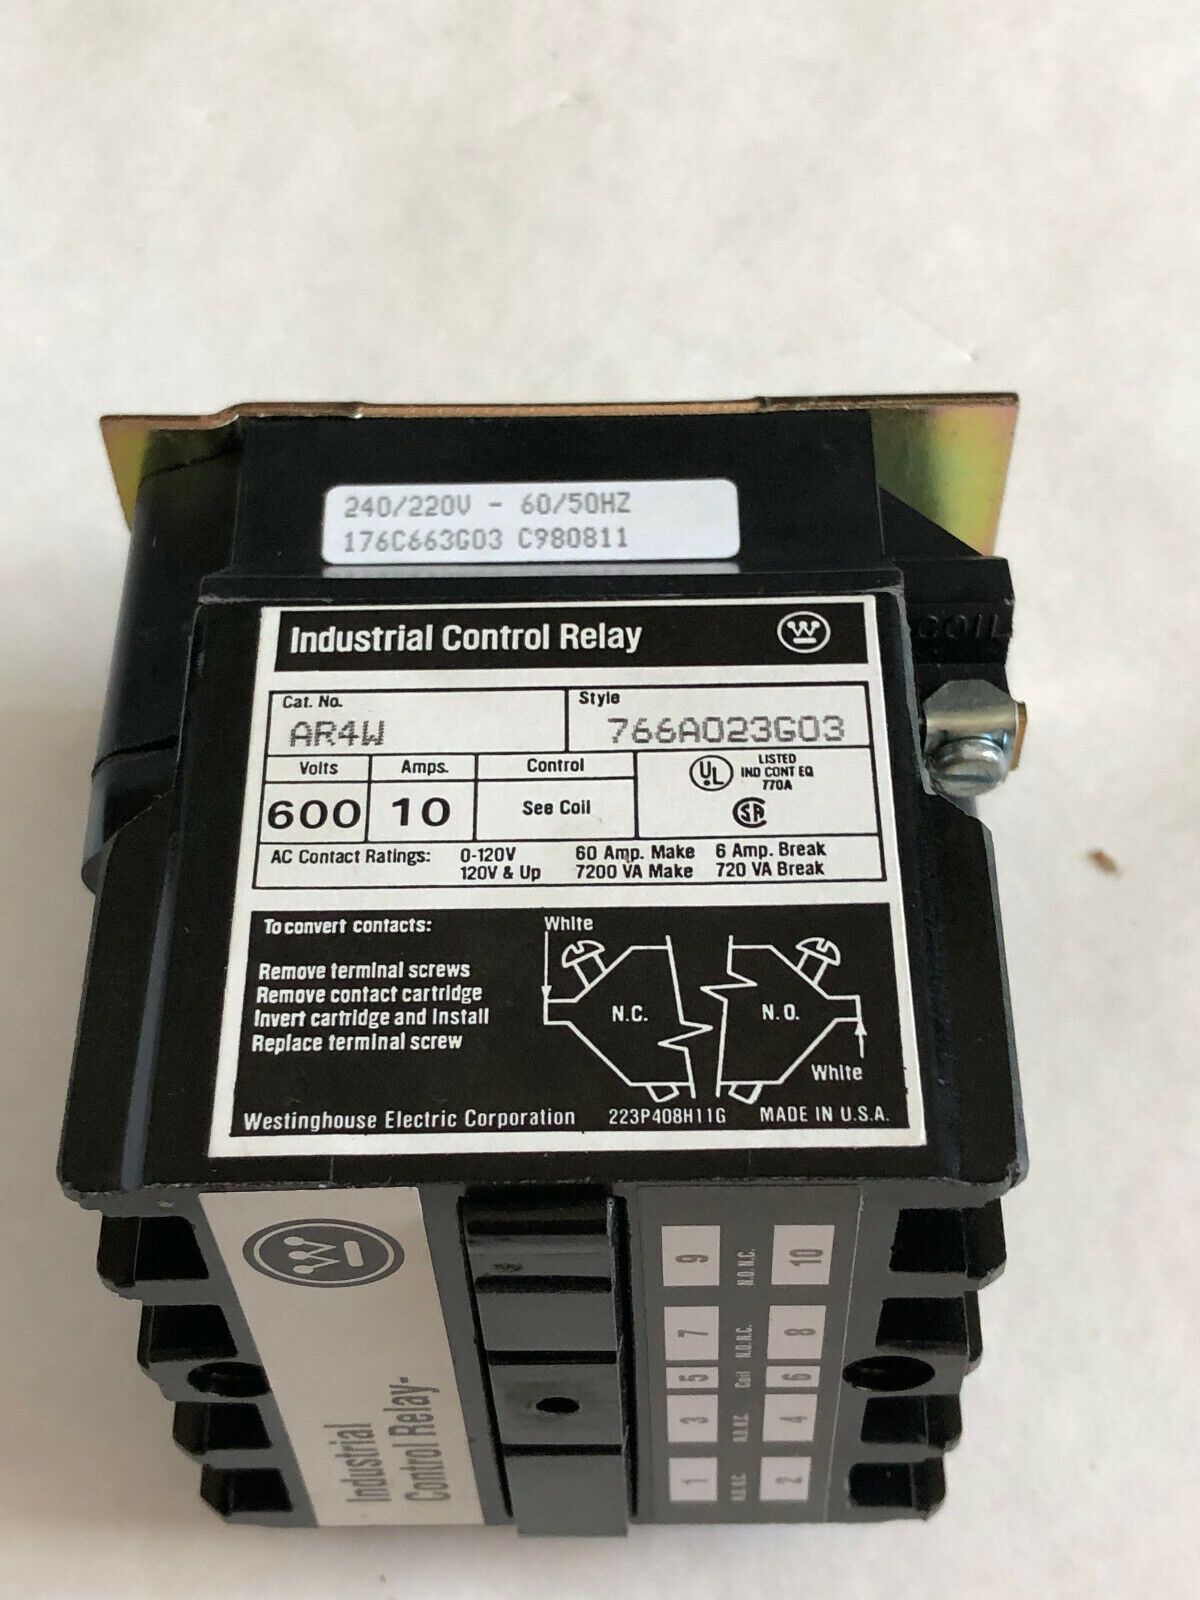 240/220V - 60/50HZ
176C663G03 C980811
COIL
Industrial Control Relay
W
Cat. No.
AR4W
Style
766A023G03
Volts
600
Amps.
10
Control
See Coil
UL
LISTED
IND CONT EQ
770A
SA
AC Contact Ratings: 0-120V 60 Amp. Make 6 Amp. Break
120V & Up 7200 VA Make 720 VA Break
To convert contacts:
Remove terminal screws
Remove contact cartridge
Invert cartridge and Install
Replace terminal screw
White
N.C.
N.O.
White
Westinghouse Electric Corporation 223P408H11G MADE IN U.S.A.
W
Industrial
Control Relay-
9 N.O. N.C. 10
7 N.O. N.C. 8
5 Coil 6
3 N.O. N.C. 4
1 N.O. N.C. 2